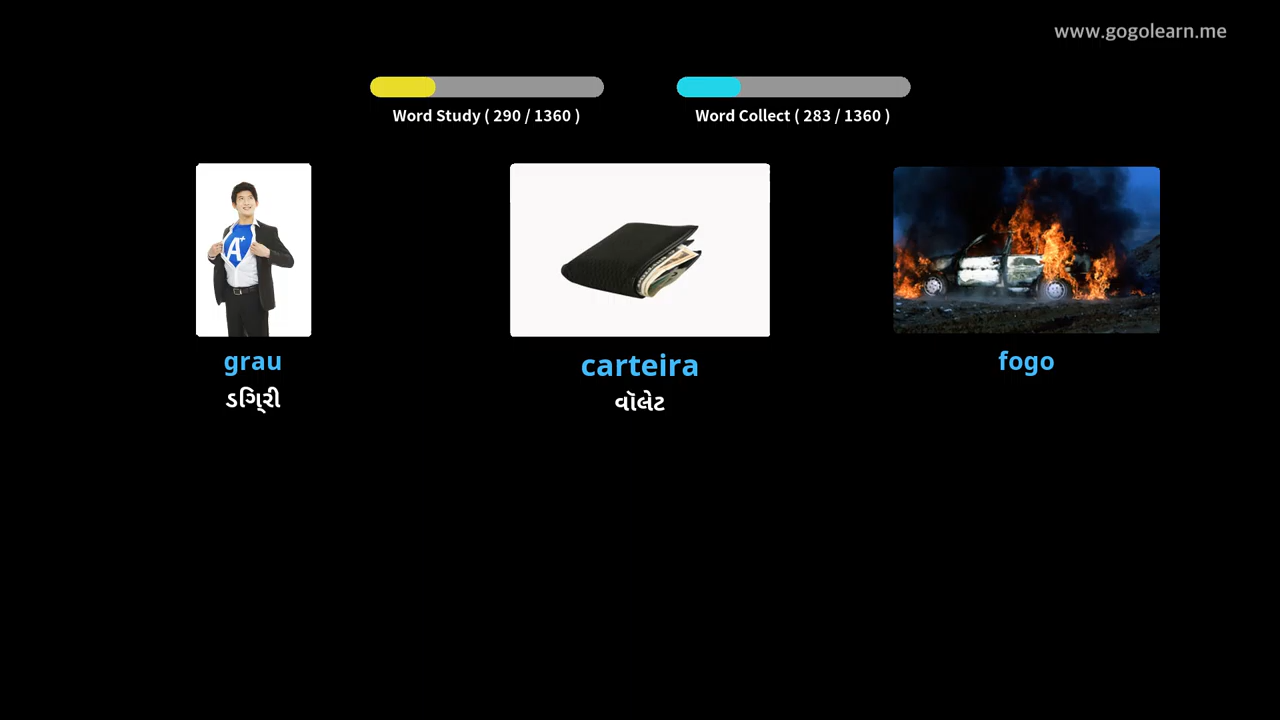 www.gogolearn.me
Word Study ( 290 / 1360 )
Word Collect ( 283 / 1360 )
A+
grau
carteira
fogo
ડિગ્રી
વૉલેટ